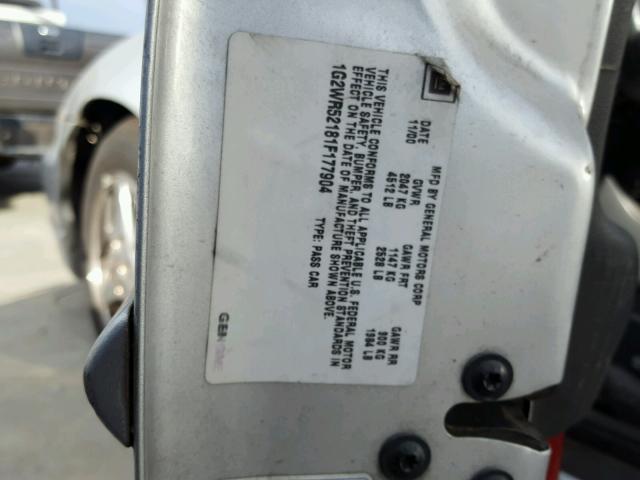 MFD BY GENERAL MOTORS CORP
DATE GVWR GAWR FRT GAWR RR
11/00 2047 KG 1147 KG 900 KG
4512 LB 2528 LB 1984 LB
THIS VEHICLE CONFORMS TO ALL APPLICABLE U.S. FEDERAL MOTOR
VEHICLE SAFETY, BUMPER, AND THEFT PREVENTION STANDARDS IN
EFFECT ON THE DATE OF MANUFACTURE SHOWN ABOVE.
1G2WR52181F177904 TYPE: PASS CAR